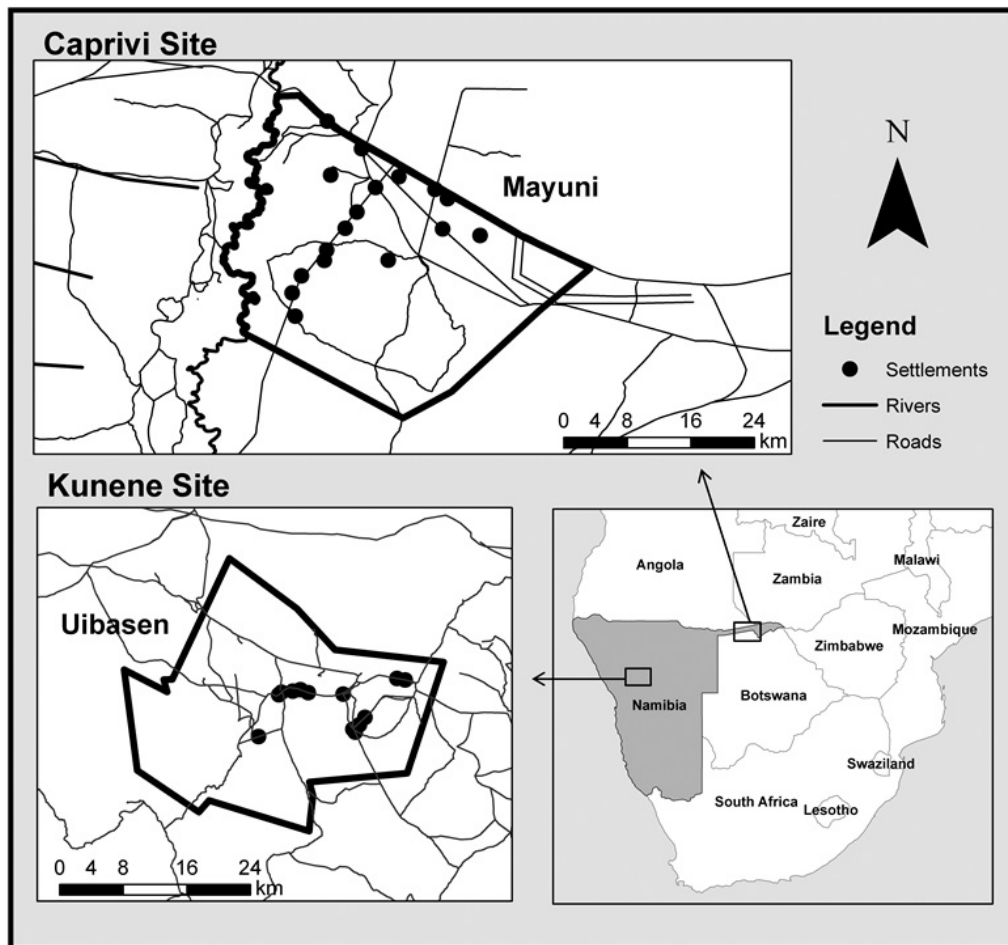 Caprivi Site
Mayuni
0 4 8 16 24
km
N
Legend
Settlements
Rivers
Roads
Kunene Site
Uibasen
0 4 8 16 24
km
Zaire
Angola
Malawi
Zambia
Mozambique
Zimbabwe
Botswana
Namibia
Swaziland
South Africa
Lesotho